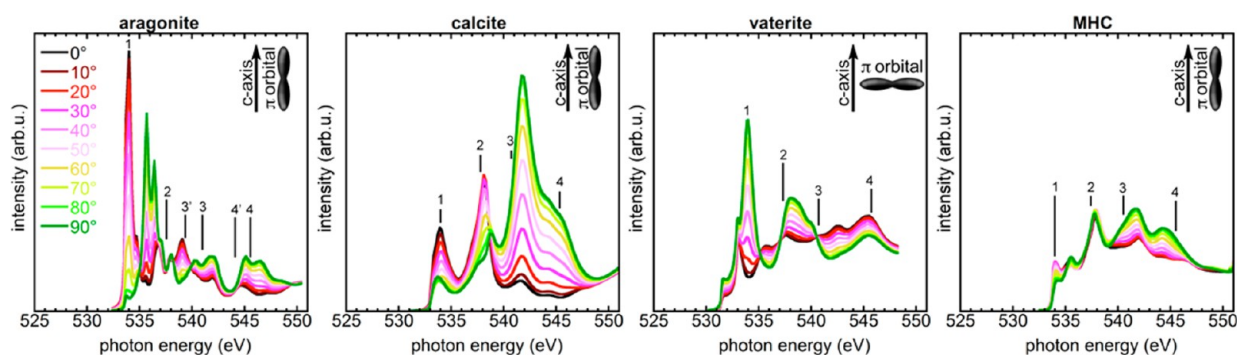 aragonite
intensity (arb.u.)
1
0°
10°
20°
30°
40°
50°
60°
70°
80°
90°
c-axis
π orbital
2
3'
3
4'
4
525 530 535 540 545 550
photon energy (eV)
calcite
intensity (arb.u.)
c-axis
π orbital
1
2
3
4
525 530 535 540 545 550
photon energy (eV)
vaterite
intensity (arb.u.)
c-axis
π orbital
1
2
3
4
525 530 535 540 545 550
photon energy (eV)
MHC
intensity (arb.u.)
c-axis
π orbital
1
2
3
4
525 530 535 540 545 550
photon energy (eV)